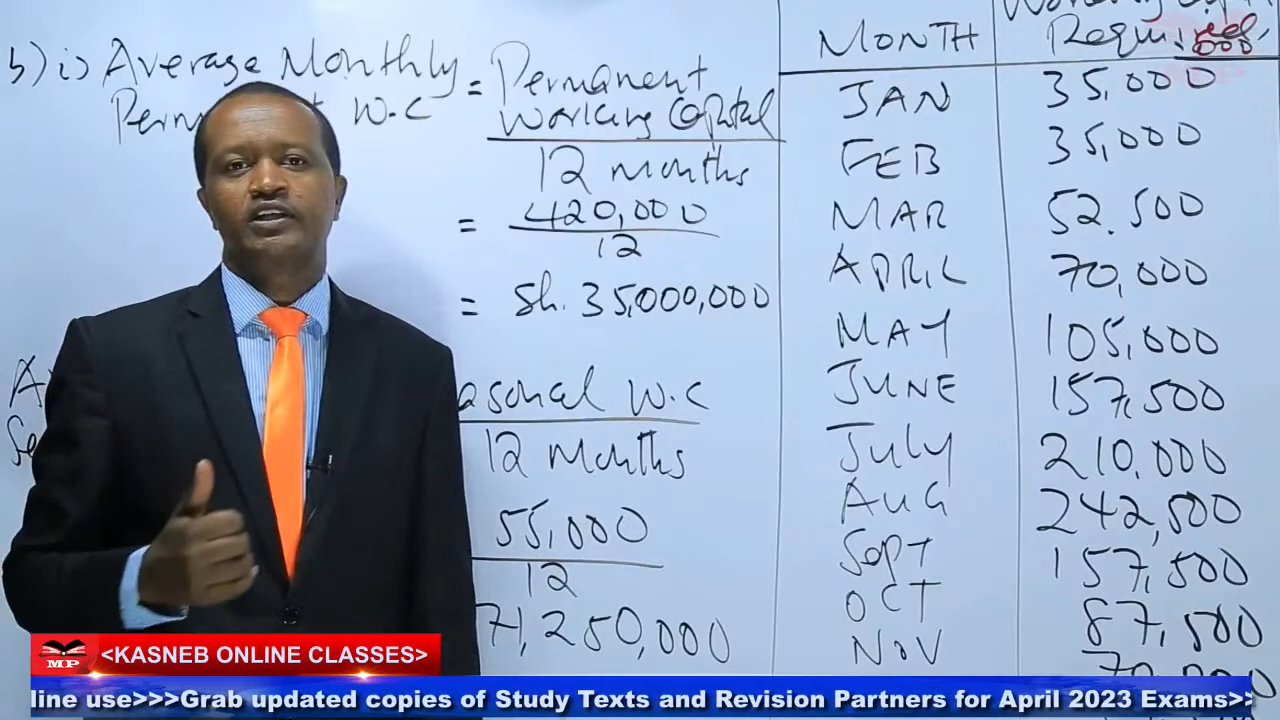 b) i) Average Monthly = Permanent
W.C Working Capital
12 months
= 420,000
12
= Sh. 35,000,000
asonal W.C
12 Months
55,000
12
71,250,000
MONTH Required
000
JAN 35,000
FEB 35,000
MAR 52.500
APRIL 70,000
MAY 105,000
JUNE 157,500
July 210,000
AUG 242,500
Sept 157,500
OCT 87,500
NOV
MP
<KASNEB ONLINE CLASSES>
line use>>>Grab updated copies of Study Texts and Revision Partners for April 2023 Exams>>